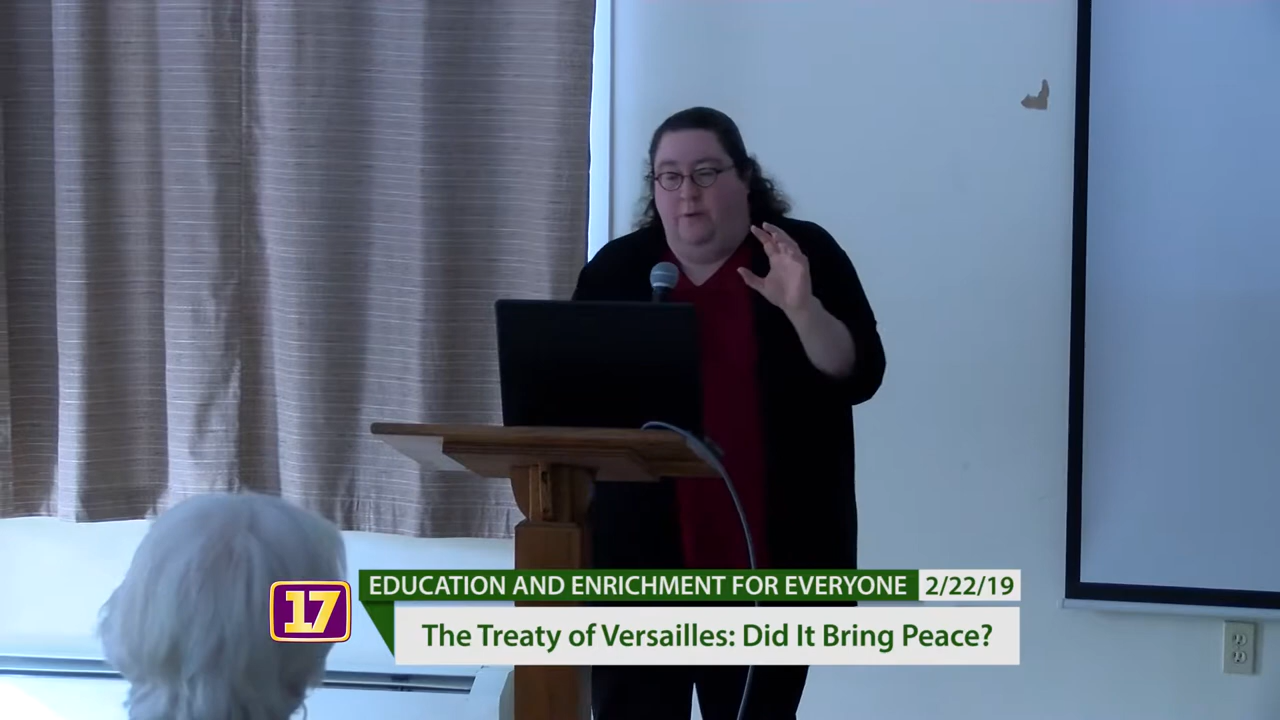 17
EDUCATION AND ENRICHMENT FOR EVERYONE 2/22/19
The Treaty of Versailles: Did It Bring Peace?